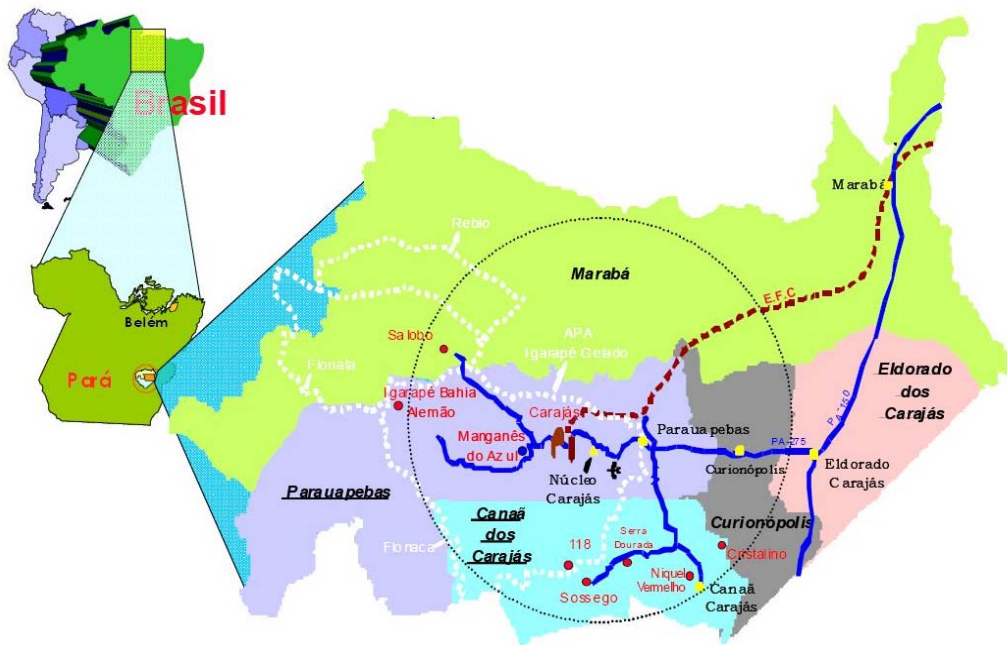 Brasil
Belém
Pará
Marabá
Rebio
Marabá
E.F.C
Salobo
APA
Igarapé Gelado
Flonata
Igarapé Bahia
Alemão
Carajás
Eldorado
dos
Carajás
PA-150
Manganês
do Azul
Parauapebas
PA-275
Curionópolis
Eldorado
Carajás
Núcleo
Carajás
Parauapebas
Canaã
dos
Carajás
Curionópolis
Flonaca
118
Serra
Dourada
Cristalino
Sossego
Níquel
Vermelho
Canaã
Carajás